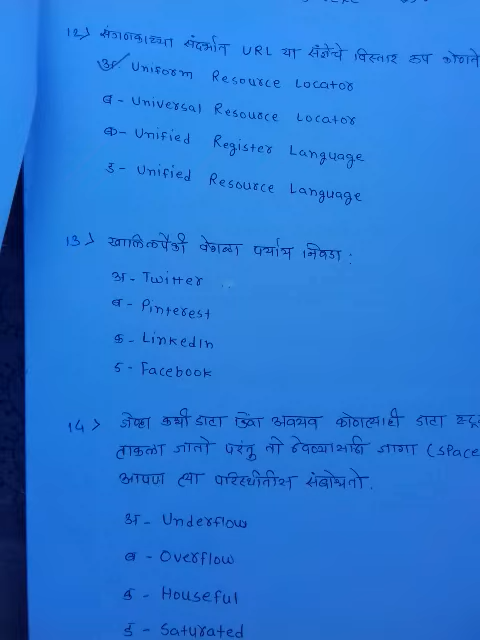 12) संगणकाच्या संदर्भात URL या संज्ञेचे विस्तार रूप कोणते
अ- Uniform Resource Locator
ब- Universal Resource Locator
क- Unified Register Language
ड- Unified Resource Language
13) खालिलपैकी वेगळा पर्याय निवडा :
अ- Twitter
ब- Pinterest
क- LinkedIn
ड- Facebook
14) जेव्हा कधी डाटा किंवा अवयव कोणत्याही डाटा
टाकला जातो परंतु तो ठेवण्यासाठी जागा (space
आपण त्या परिस्थीतीस संबोधतो.
अ- Underflow
ब- Overflow
क- Houseful
ड- Saturated